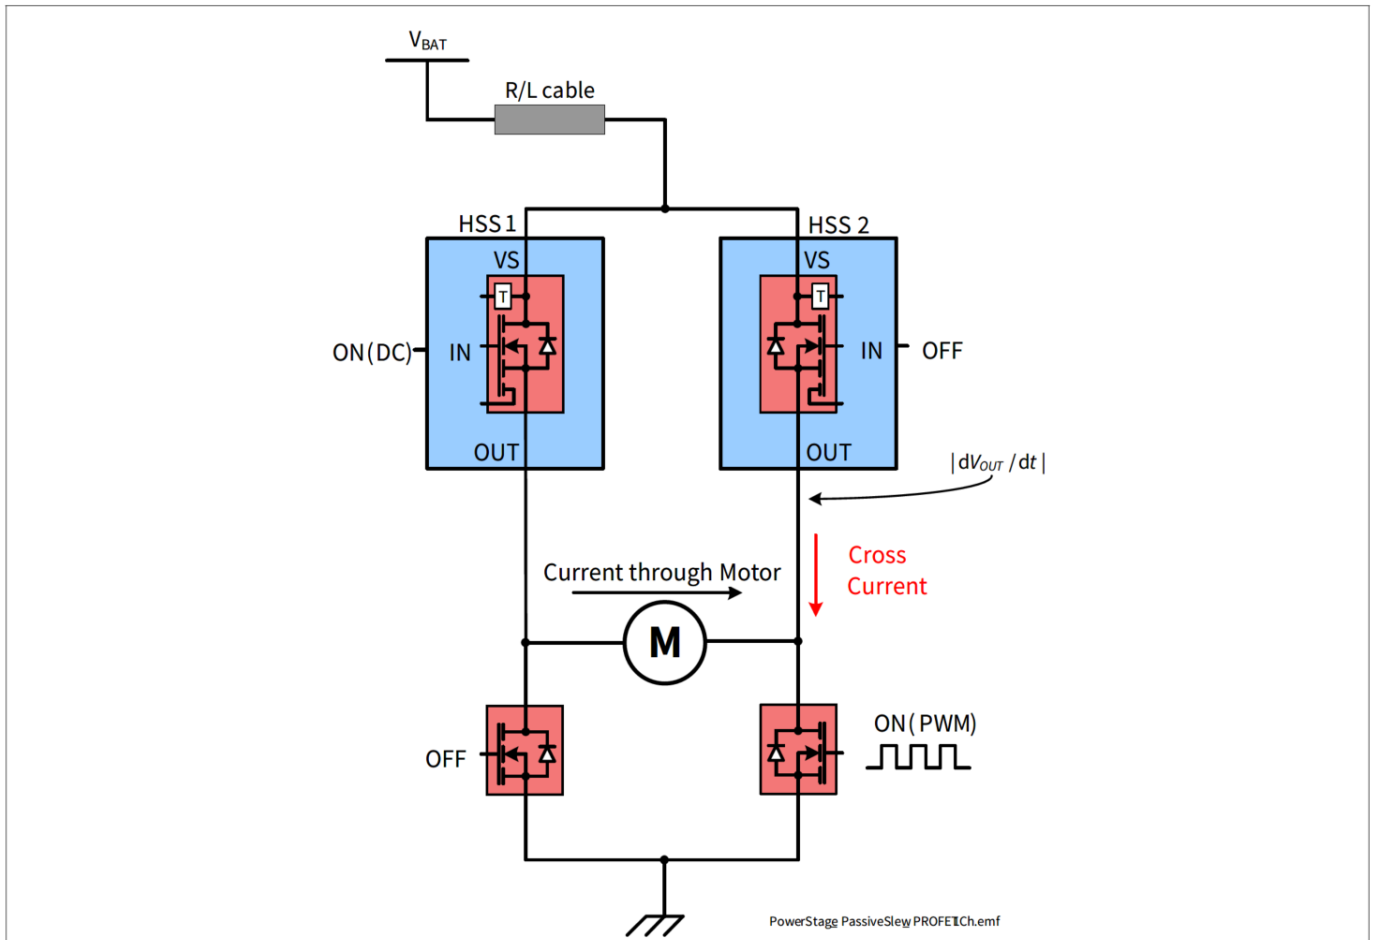 VBAT
R/L cable
HSS 1
HSS 2
VS
VS
T
T
ON(DC)
IN
IN
OFF
OUT
OUT
|dVOUT /dt|
Cross
Current
Current through Motor
M
ON(PWM)
OFF
PowerStage PassiveSlew PROFET1Ch.emf